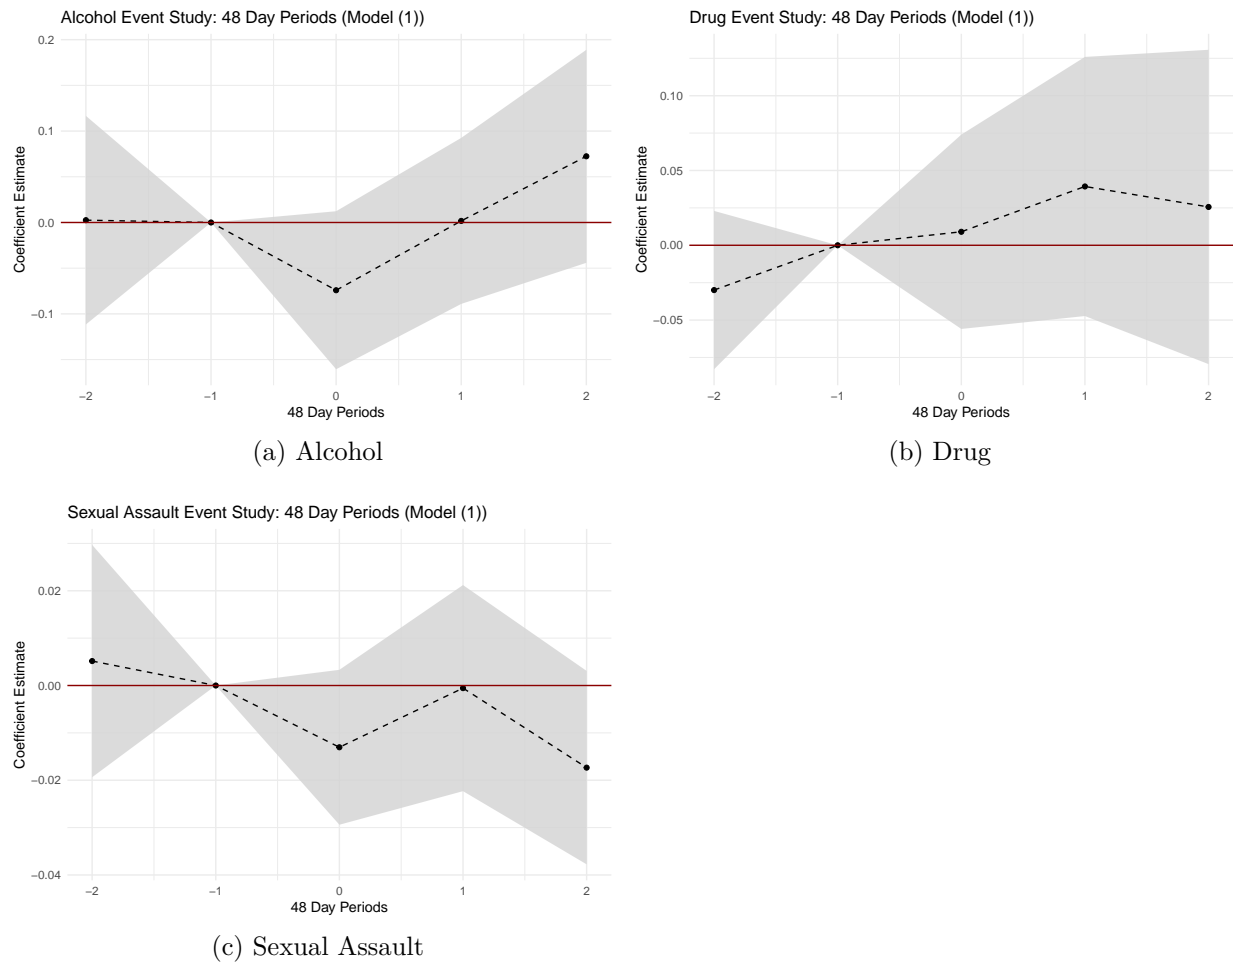 Alcohol Event Study: 48 Day Periods (Model (1))
0.2
0.1
0.0
−0.1
Coefficient Estimate
−2 −1 0 1 2
48 Day Periods
(a) Alcohol
Drug Event Study: 48 Day Periods (Model (1))
0.10
0.05
0.00
−0.05
Coefficient Estimate
−2 −1 0 1 2
48 Day Periods
(b) Drug
Sexual Assault Event Study: 48 Day Periods (Model (1))
0.02
0.00
−0.02
−0.04
Coefficient Estimate
−2 −1 0 1 2
48 Day Periods
(c) Sexual Assault